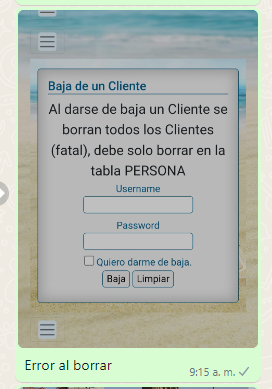 Baja de un Cliente
Al darse de baja un Cliente se
borran todos los Clientes
(fatal), debe solo borrar en la
tabla PERSONA
Username
Password
Quiero darme de baja.
Baja Limpiar
Error al borrar
9:15 a. m.